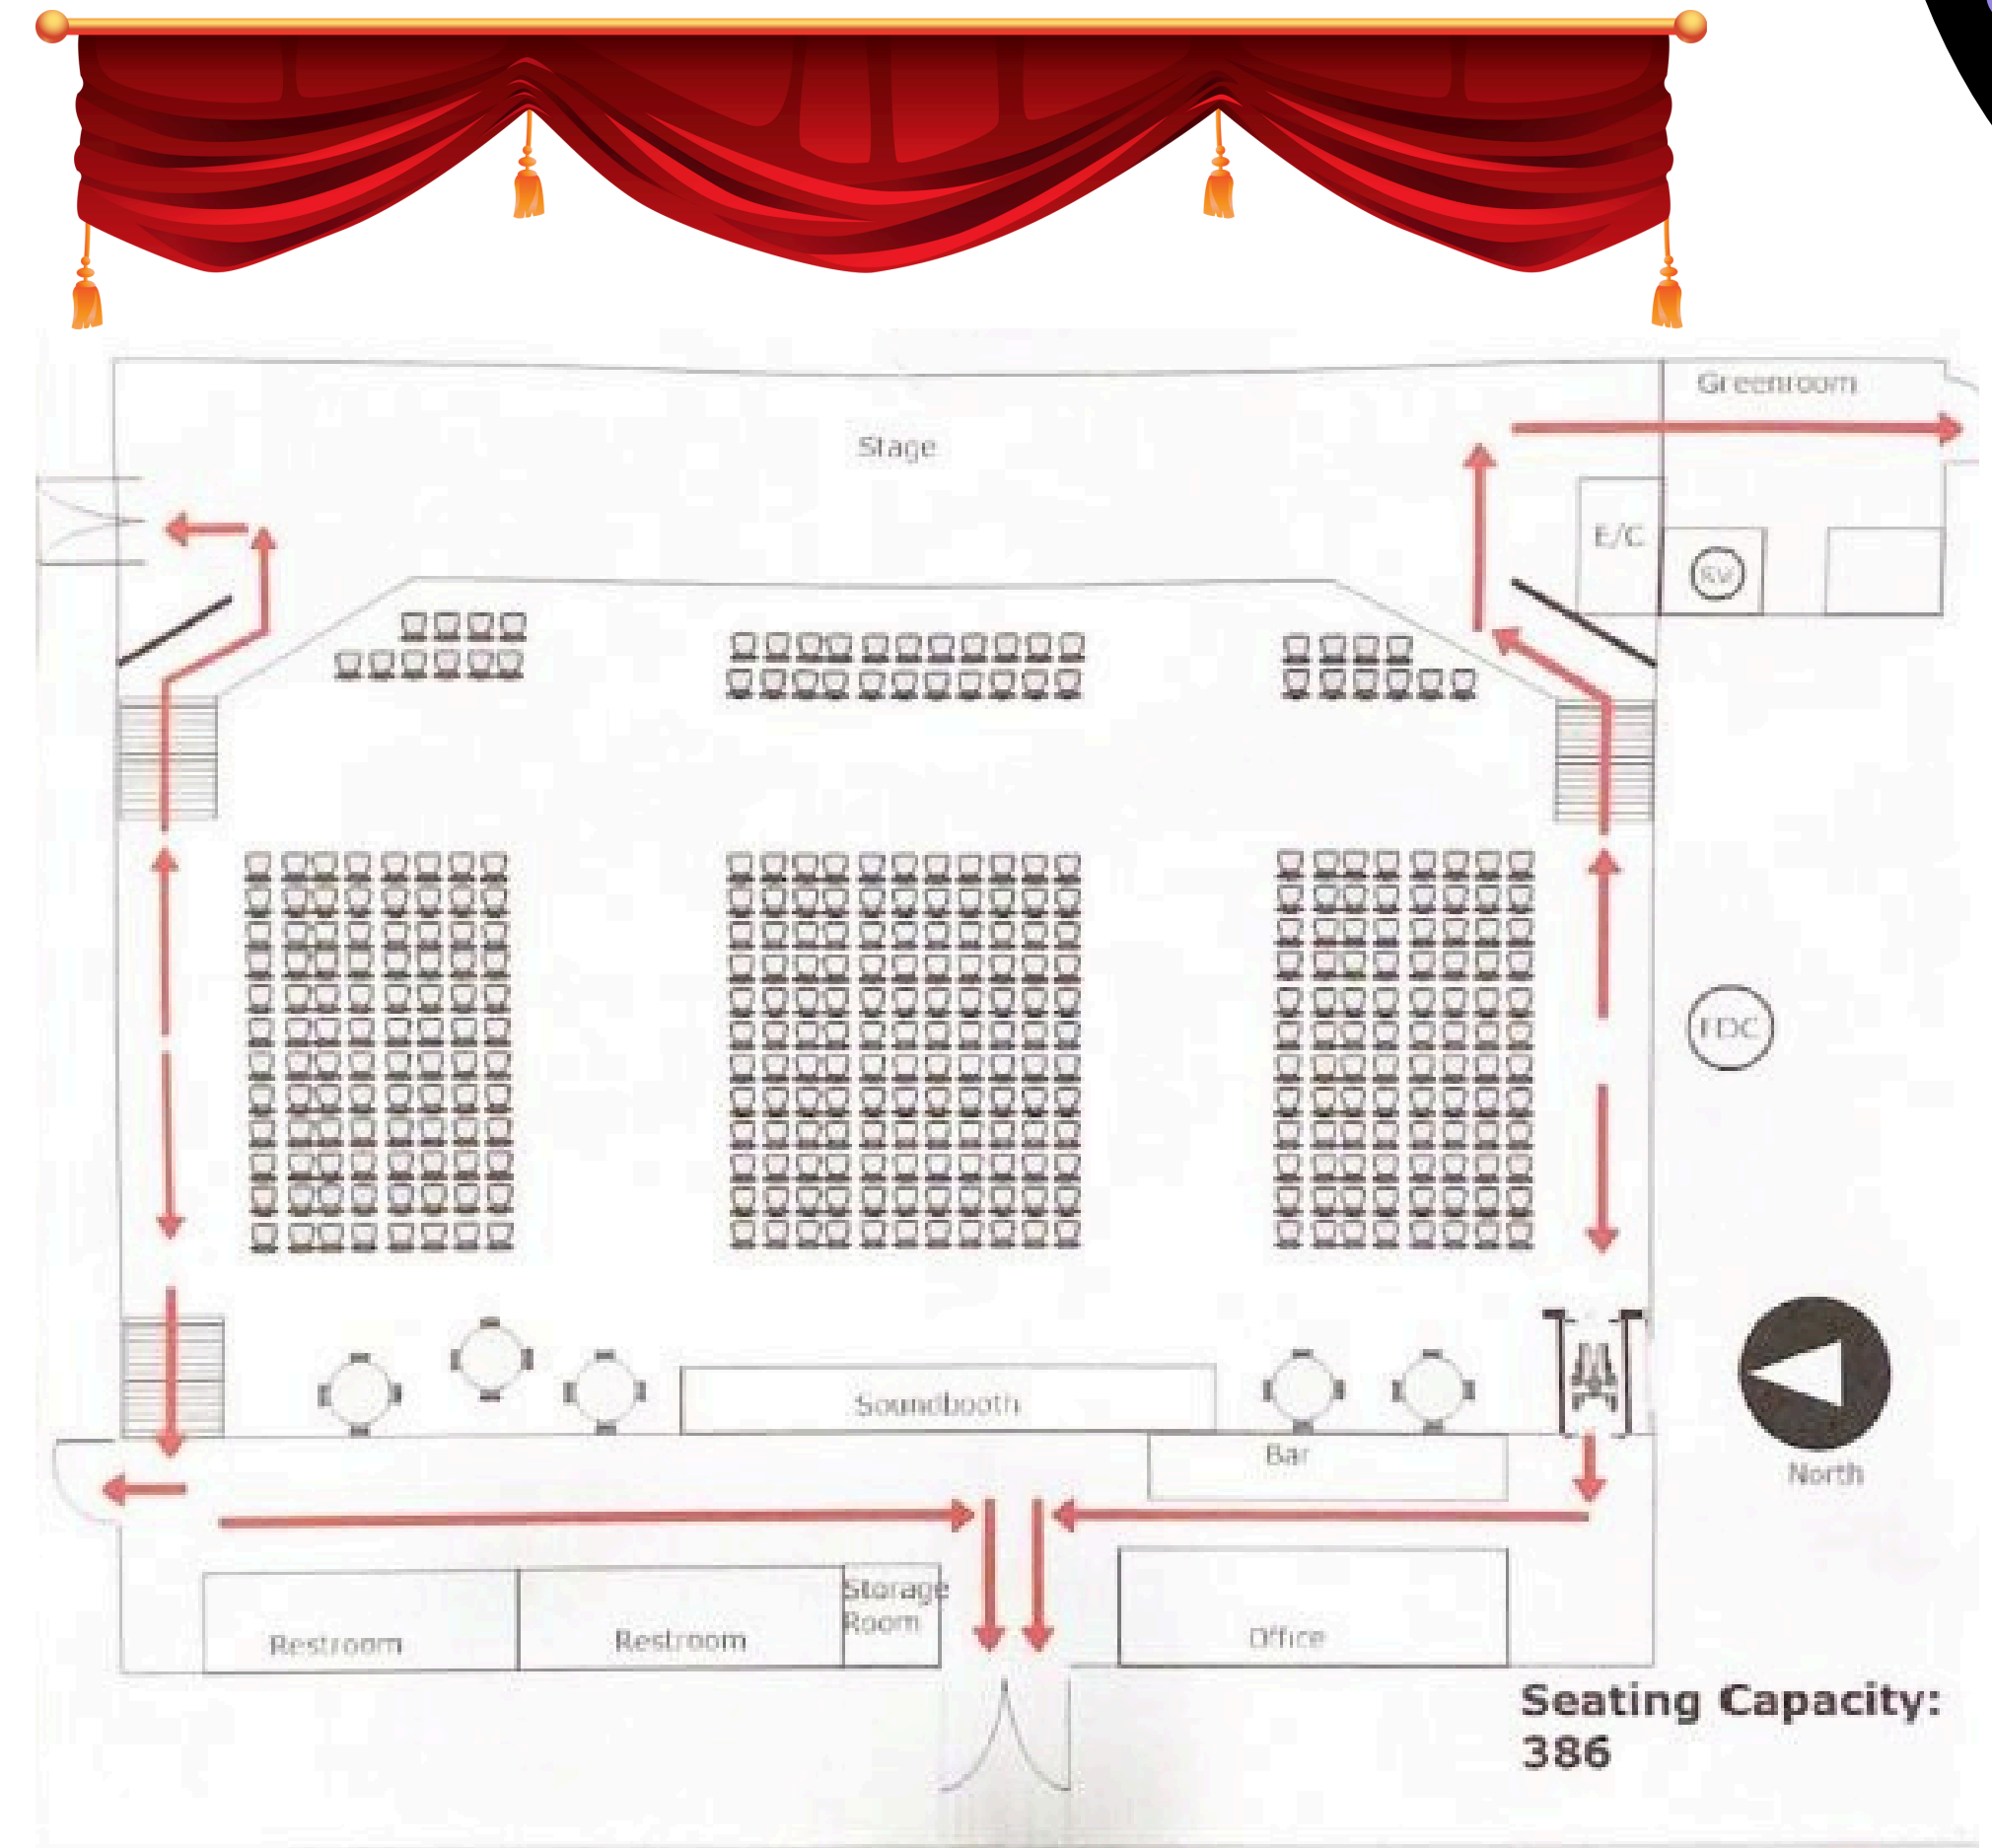 Greenroom
Stage
E/C
RV
FDC
Soundbooth
Bar
North
Storage
Room
Restroom
Restroom
Office
Seating Capacity:
386